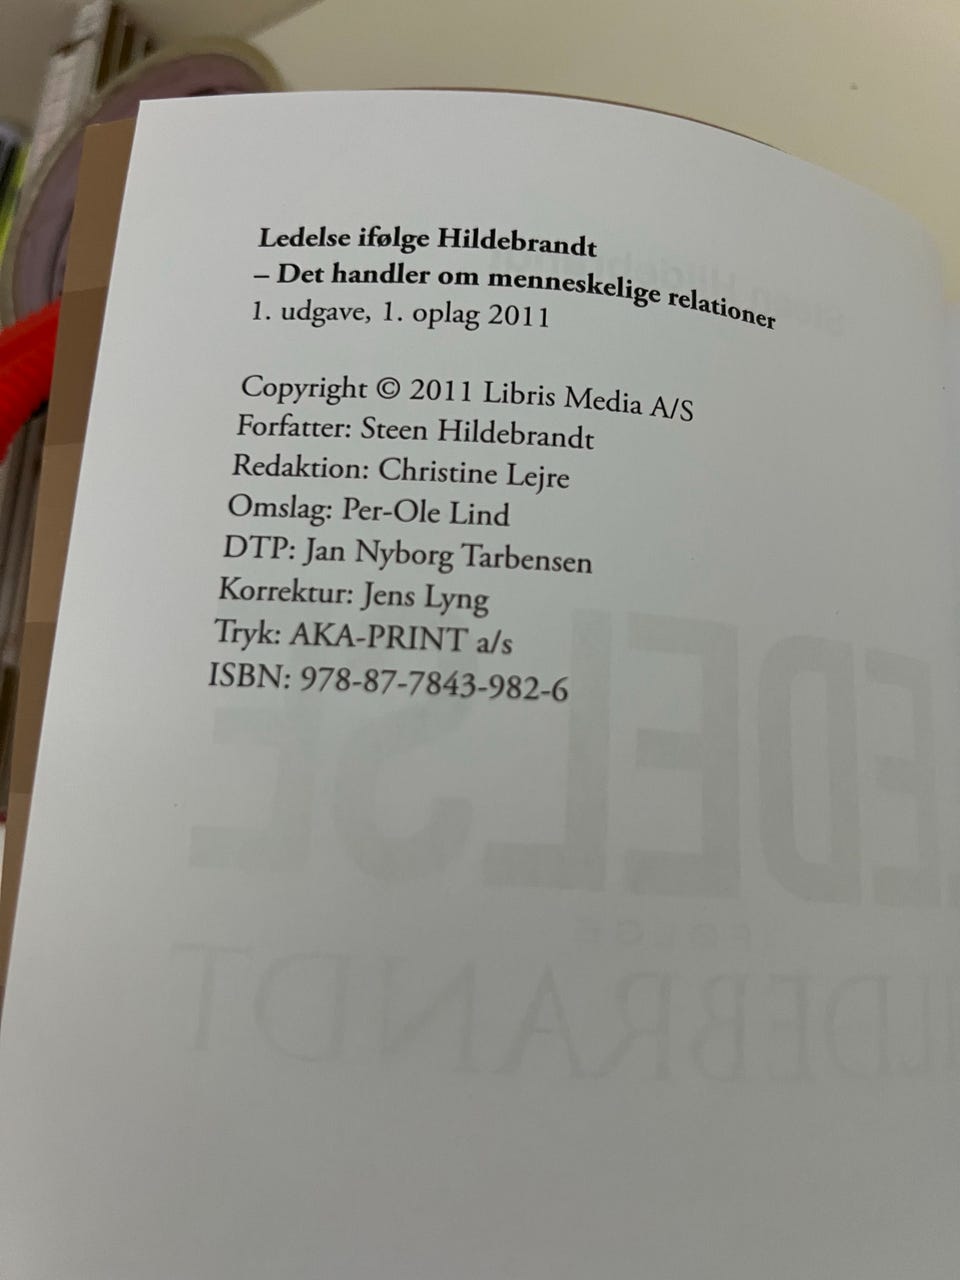 Ledelse ifølge Hildebrandt
– Det handler om menneskelige relationer
1. udgave, 1. oplag 2011
Copyright © 2011 Libris Media A/S
Forfatter: Steen Hildebrandt
Redaktion: Christine Lejre
Omslag: Per-Ole Lind
DTP: Jan Nyborg Tarbensen
Korrektur: Jens Lyng
Tryk: AKA-PRINT a/s
ISBN: 978-87-7843-982-6